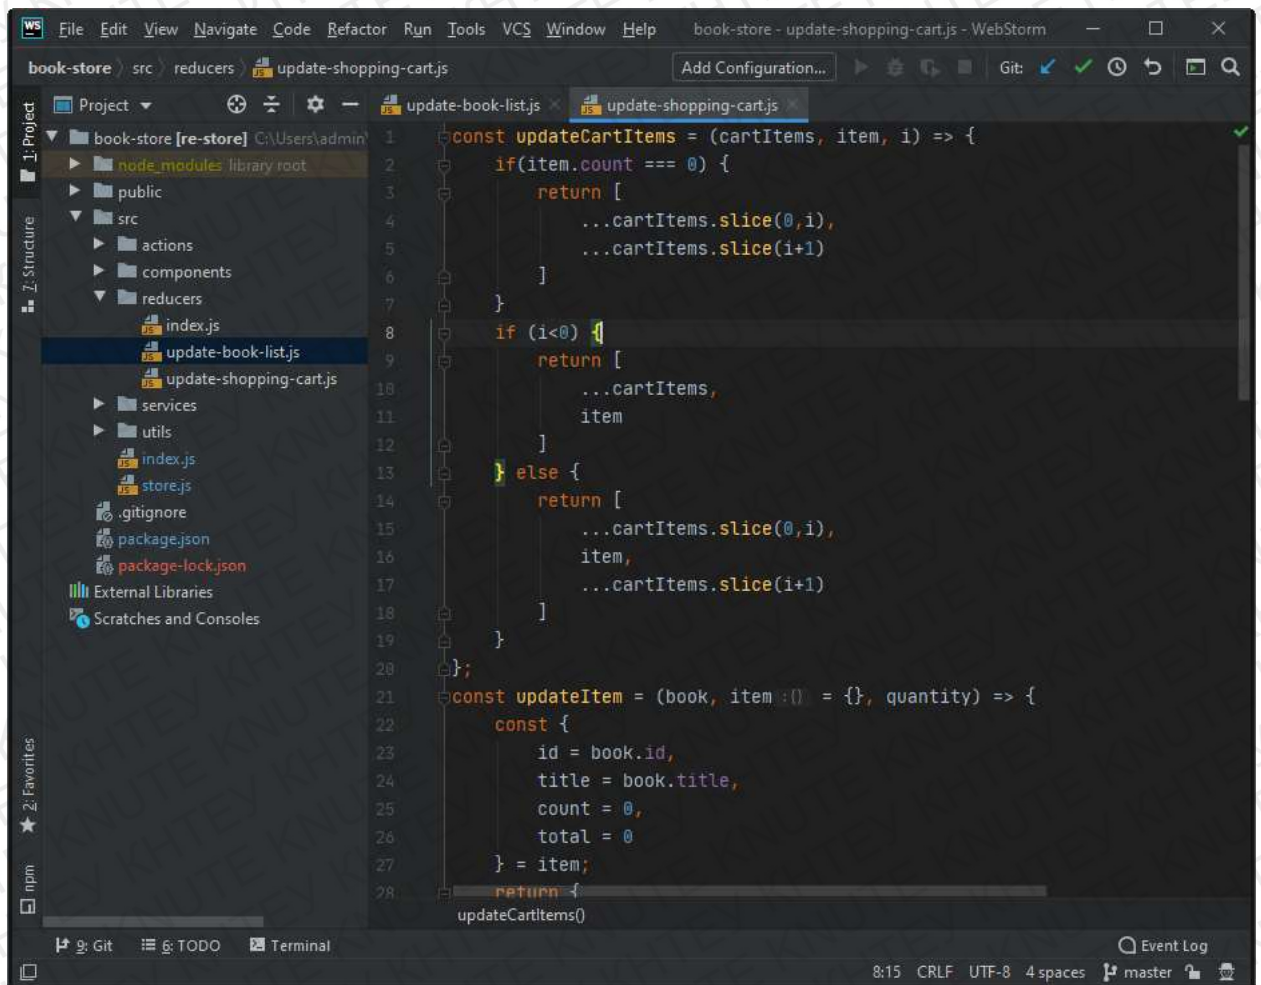 WS File Edit View Navigate Code Refactor Run Tools VCS Window Help book-store - update-shopping-cart.js - WebStorm
book-store src reducers update-shopping-cart.js Add Configuration... Git:
Project update-book-list.js update-shopping-cart.js
1: Project
7: Structure
2: Favorites
npm
book-store [re-store] C:\Users\admin\
node_modules library root
public
src
actions
components
reducers
index.js
update-book-list.js
update-shopping-cart.js
services
utils
index.js
store.js
.gitignore
package.json
package-lock.json
External Libraries
Scratches and Consoles
1 const updateCartItems = (cartItems, item, i) => {
2 if(item.count === 0) {
3 return [
4 ...cartItems.slice(0,i),
5 ...cartItems.slice(i+1)
6 ]
7 }
8 if (i<0) {
9 return [
10 ...cartItems,
11 item
12 ]
13 } else {
14 return [
15 ...cartItems.slice(0,i),
16 item,
17 ...cartItems.slice(i+1)
18 ]
19 }
20 };
21 const updateItem = (book, item :{} = {}, quantity) => {
22 const {
23 id = book.id,
24 title = book.title,
25 count = 0,
26 total = 0
27 } = item;
28 return {
updateCartItems()
9: Git 6: TODO Terminal Event Log
8:15 CRLF UTF-8 4 spaces master